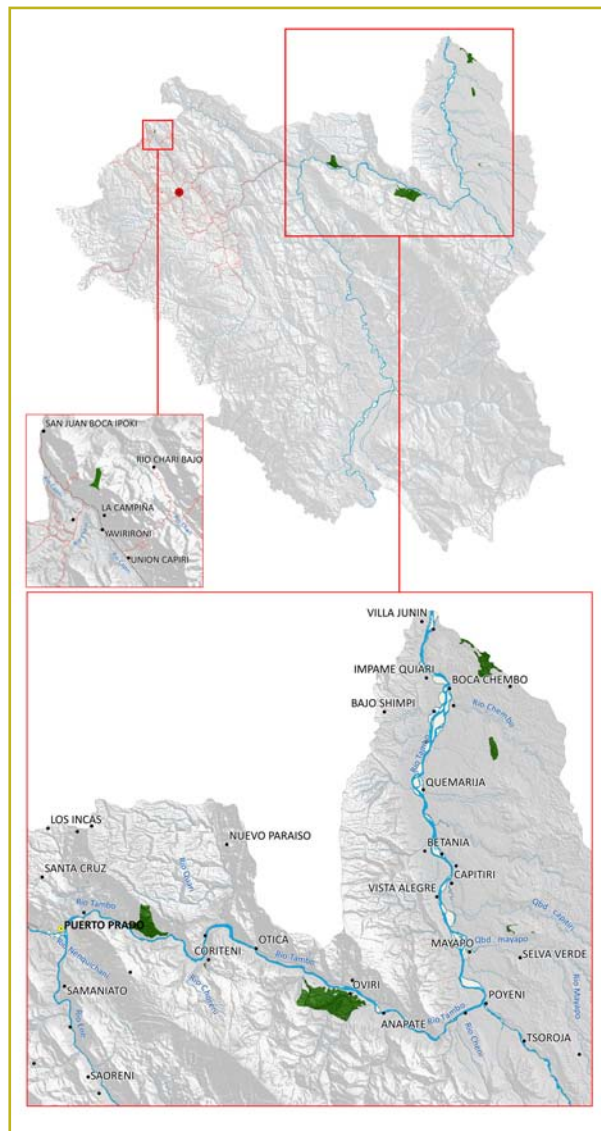 SAN JUAN BOCA IPOKI
RIO CHARI BAJO
LA CAMPIÑA
YAVIRIRONI
UNION CAPIRI
VILLA JUNIN
IMPAME QUIARI
BOCA CHEMBO
BAJO SHIMPI
Rio Chembo
Rio Tambo
QUEMARIJA
LOS INCAS
NUEVO PARAISO
BETANIA
SANTA CRUZ
CAPITIRI
VISTA ALEGRE
Rio Tambo
Qbd. Capitiri
PUERTO PRADO
MAYAPO
Qbd. mayapo
OTICA
CORITENI
Rio Tambo
SELVA VERDE
SAMANIATO
OVIRI
Rio Mayapo
POYENI
ANAPATE
Rio Tambo
Rio Cheni
TSOROJA
Rio Ene
SAORENI